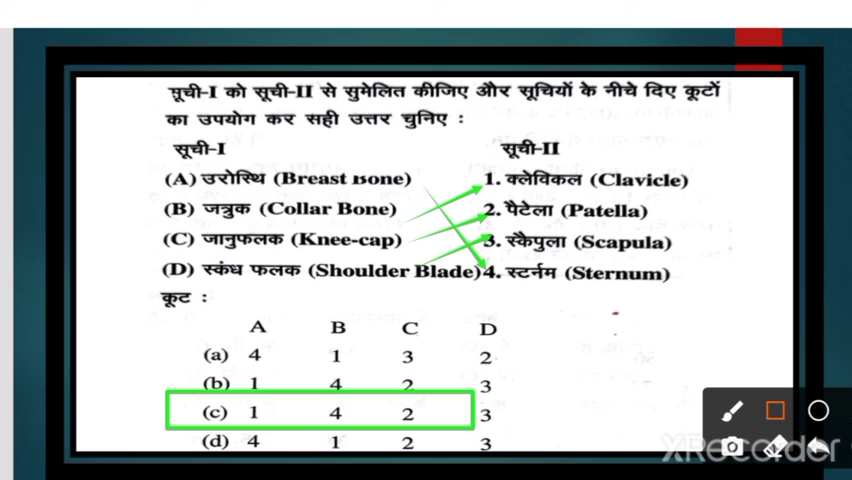 सूची-I को सूची-II से सुमेलित कीजिए और सूचियों के नीचे दिए कूटों
का उपयोग कर सही उत्तर चुनिए :
सूची-I सूची-II
(A) उरोस्थि (Breast Bone) 1. क्लेविकल (Clavicle)
(B) जत्रुक (Collar Bone) 2. पैटेला (Patella)
(C) जानुफलक (Knee-cap) 3. स्कैपुला (Scapula)
(D) स्कंध फलक (Shoulder Blade) 4. स्टर्नम (Sternum)
कूट :
A B C D
(a) 4 1 3 2
(b) 1 4 2 3
(c) 1 4 2 3
(d) 4 1 2 3
XRecorder